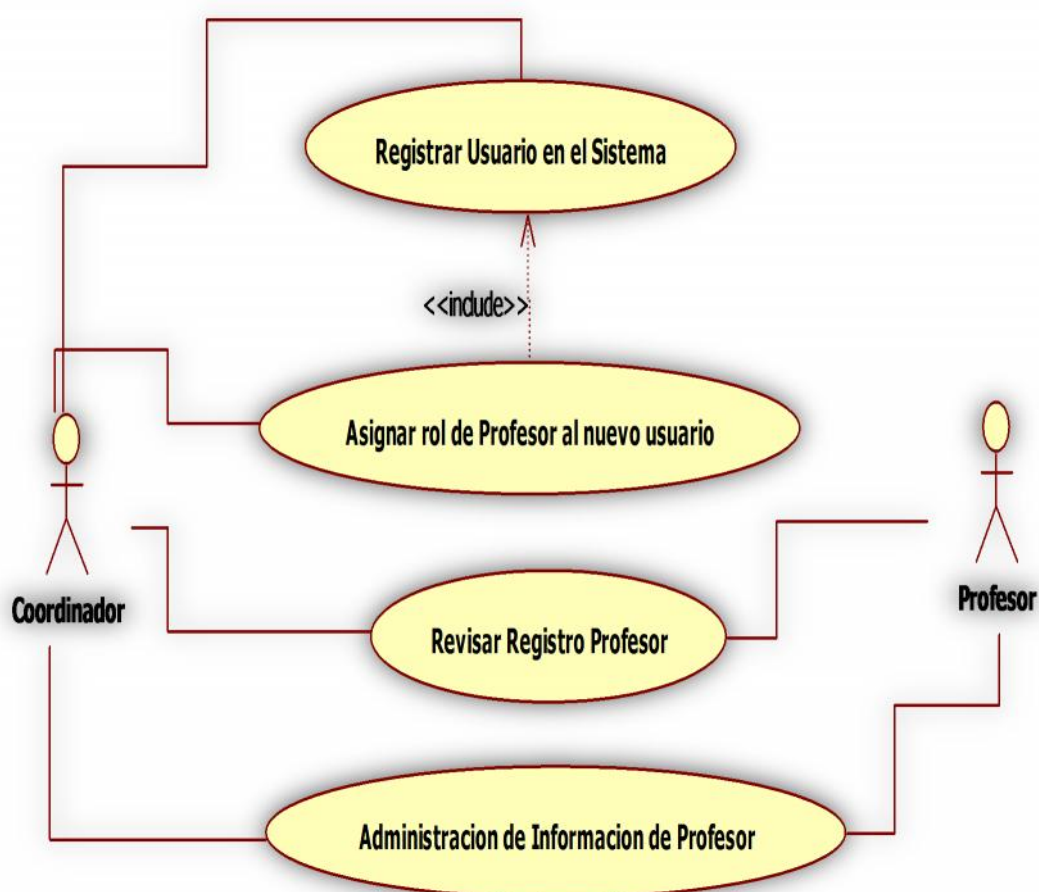 Registrar Usuario en el Sistema
<<include>>
Asignar rol de Profesor al nuevo usuario
Coordinador
Profesor
Revisar Registro Profesor
Administracion de Informacion de Profesor